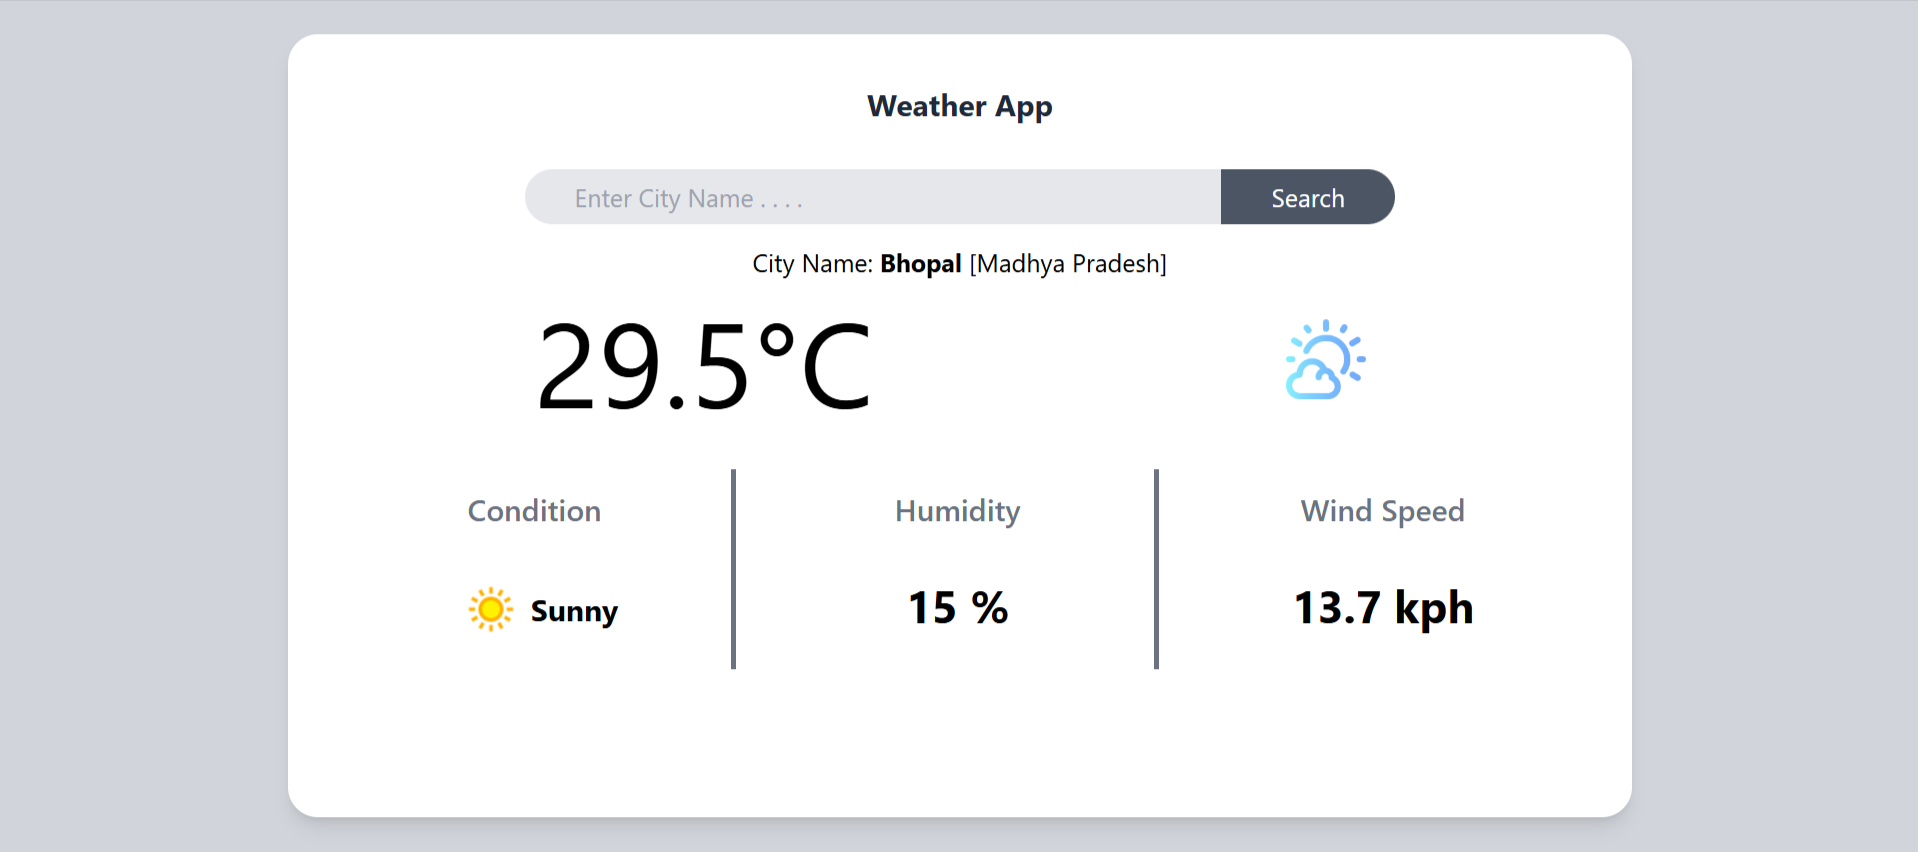 Weather App
Enter City Name . . . .
Search
City Name: Bhopal [Madhya Pradesh]
29.5°C
Condition
Humidity
Wind Speed
Sunny
15 %
13.7 kph